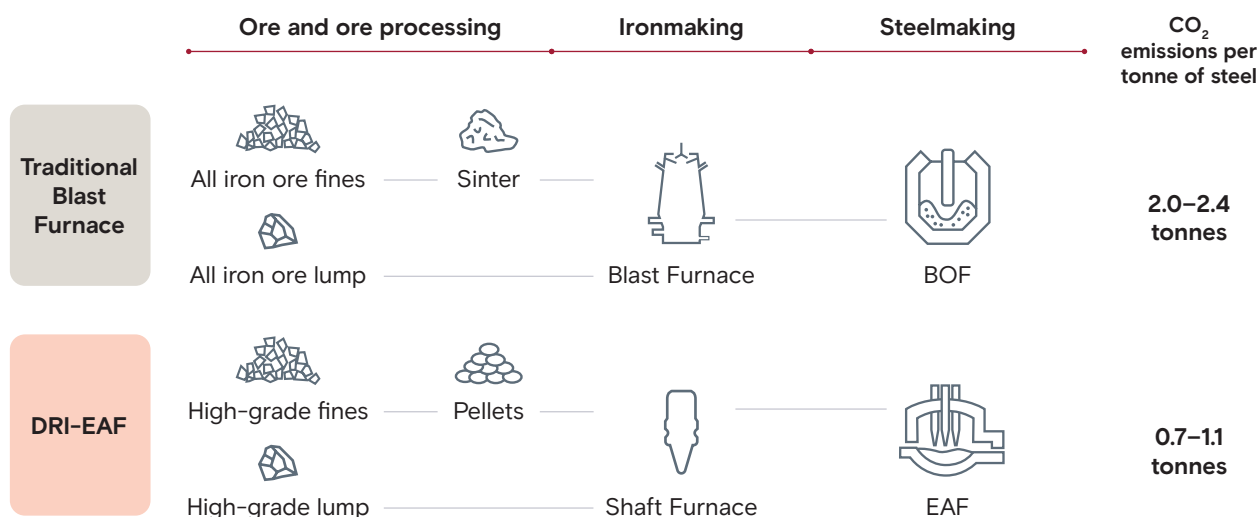 Ore and ore processing
Ironmaking
Steelmaking
CO₂
emissions per
tonne of steel
Traditional
Blast
Furnace
All iron ore fines
Sinter
All iron ore lump
Blast Furnace
BOF
2.0–2.4
tonnes
DRI-EAF
High-grade fines
Pellets
High-grade lump
Shaft Furnace
EAF
0.7–1.1
tonnes